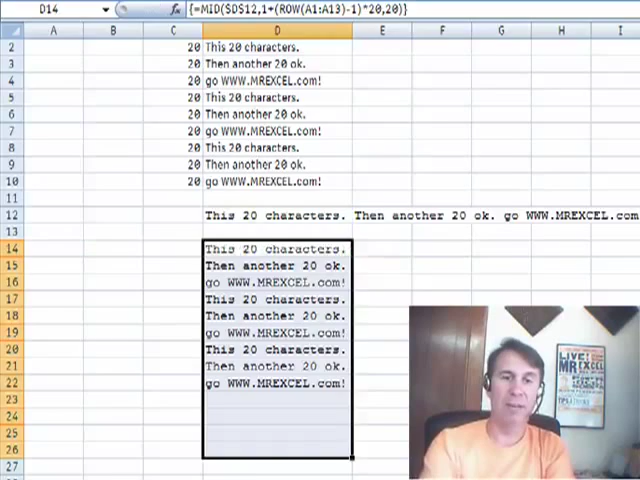 D14 fx {=MID($D$12,1+(ROW(A1:A13)-1)*20,20)}
A B C D E F G H I
2 20 This 20 characters.
3 20 Then another 20 ok.
4 20 go WWW.MREXCEL.com!
5 20 This 20 characters.
6 20 Then another 20 ok.
7 20 go WWW.MREXCEL.com!
8 20 This 20 characters.
9 20 Then another 20 ok.
10 20 go WWW.MREXCEL.com!
11
12 This 20 characters. Then another 20 ok. go WWW.MREXCEL.com
13
14 This 20 characters.
15 Then another 20 ok.
16 go WWW.MREXCEL.com!
17 This 20 characters.
18 Then another 20 ok.
19 go WWW.MREXCEL.com!
20 This 20 characters.
21 Then another 20 ok.
22 go WWW.MREXCEL.com!
23
24
25
26
27
LIVE!
MR EXCEL